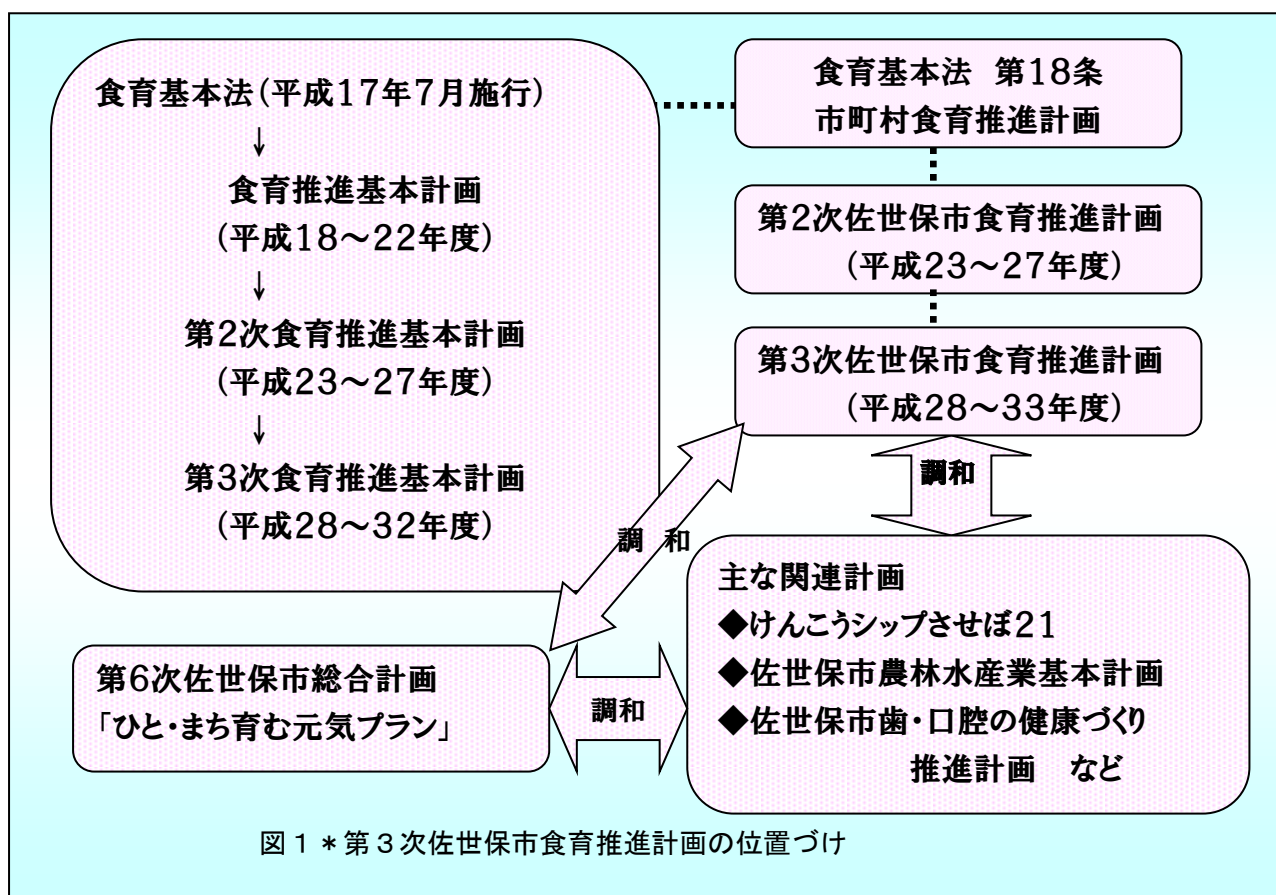 食育基本法(平成17年7月施行)
↓
食育推進基本計画
(平成18~22年度)
↓
第2次食育推進基本計画
(平成23~27年度)
↓
第3次食育推進基本計画
(平成28~32年度)
食育基本法 第18条
市町村食育推進計画
第2次佐世保市食育推進計画
(平成23~27年度)
第3次佐世保市食育推進計画
(平成28~33年度)
調和
調 和
主な関連計画
◆けんこうシップさせぼ21
◆佐世保市農林水産業基本計画
◆佐世保市歯・口腔の健康づくり
推進計画 など
第6次佐世保市総合計画
「ひと・まち育む元気プラン」
調和
図1*第3次佐世保市食育推進計画の位置づけ